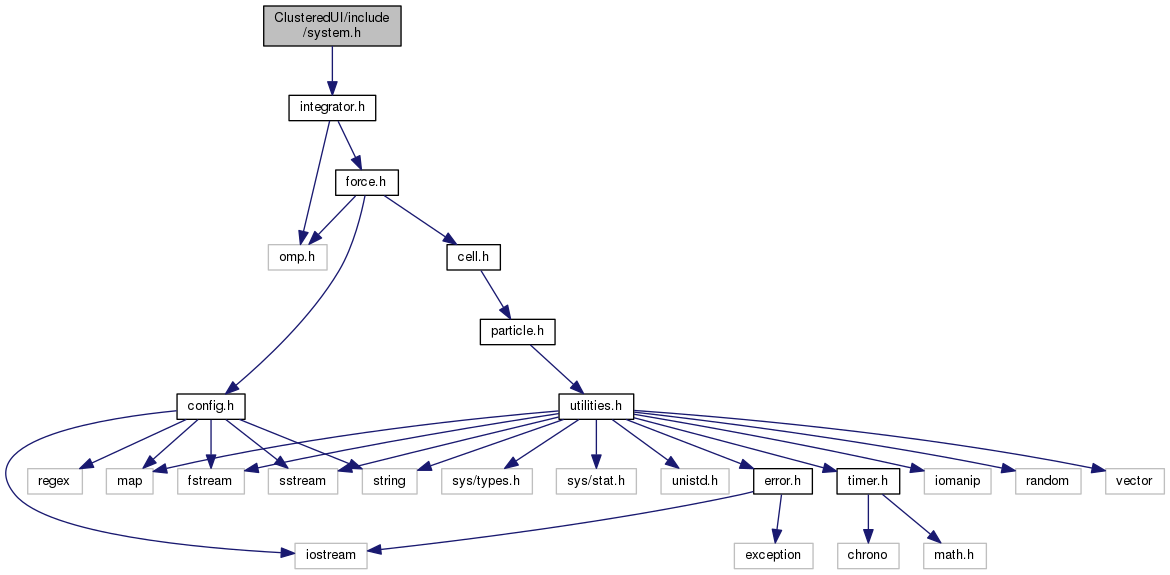 ClusteredUI/include
/system.h
integrator.h
force.h
omp.h
cell.h
particle.h
config.h
utilities.h
regex
map
fstream
sstream
string
sys/types.h
sys/stat.h
unistd.h
error.h
timer.h
iomanip
random
vector
iostream
exception
chrono
math.h